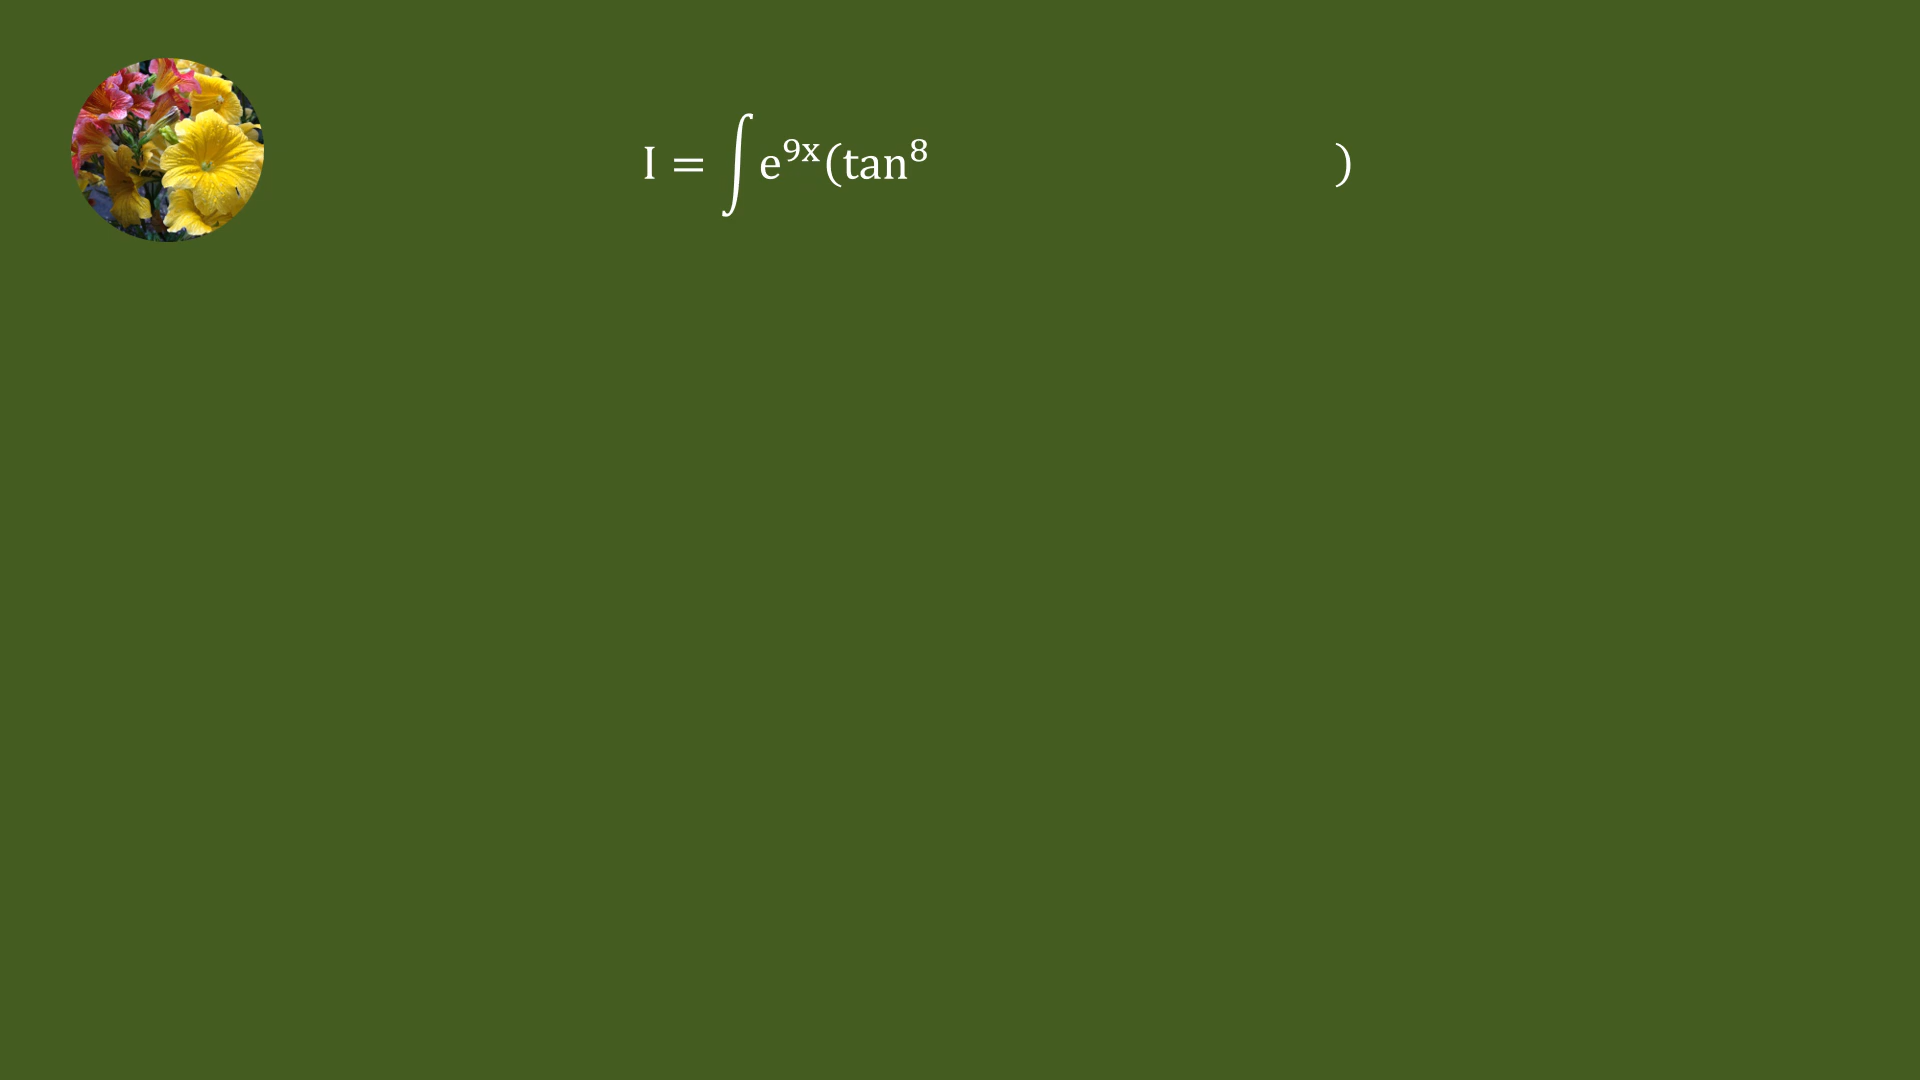 I = ∫ e^{9x}(tan^8 )